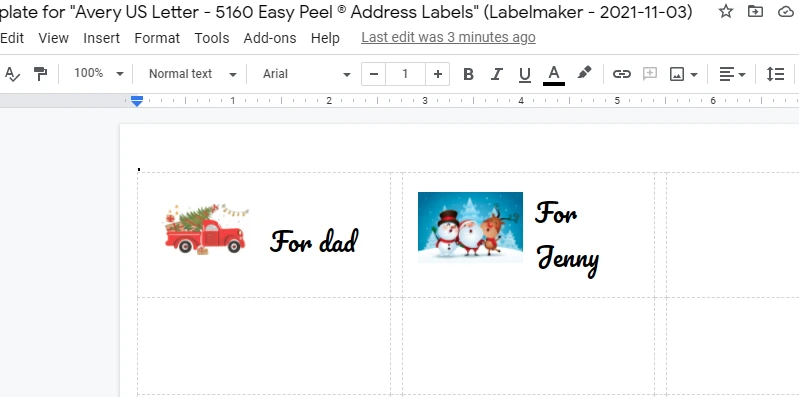 plate for "Avery US Letter - 5160 Easy Peel ® Address Labels" (Labelmaker - 2021-11-03)
Edit View Insert Format Tools Add-ons Help Last edit was 3 minutes ago
100% Normal text Arial − 1 + B I U A
1 2 3 4 5 6
For dad
For
Jenny